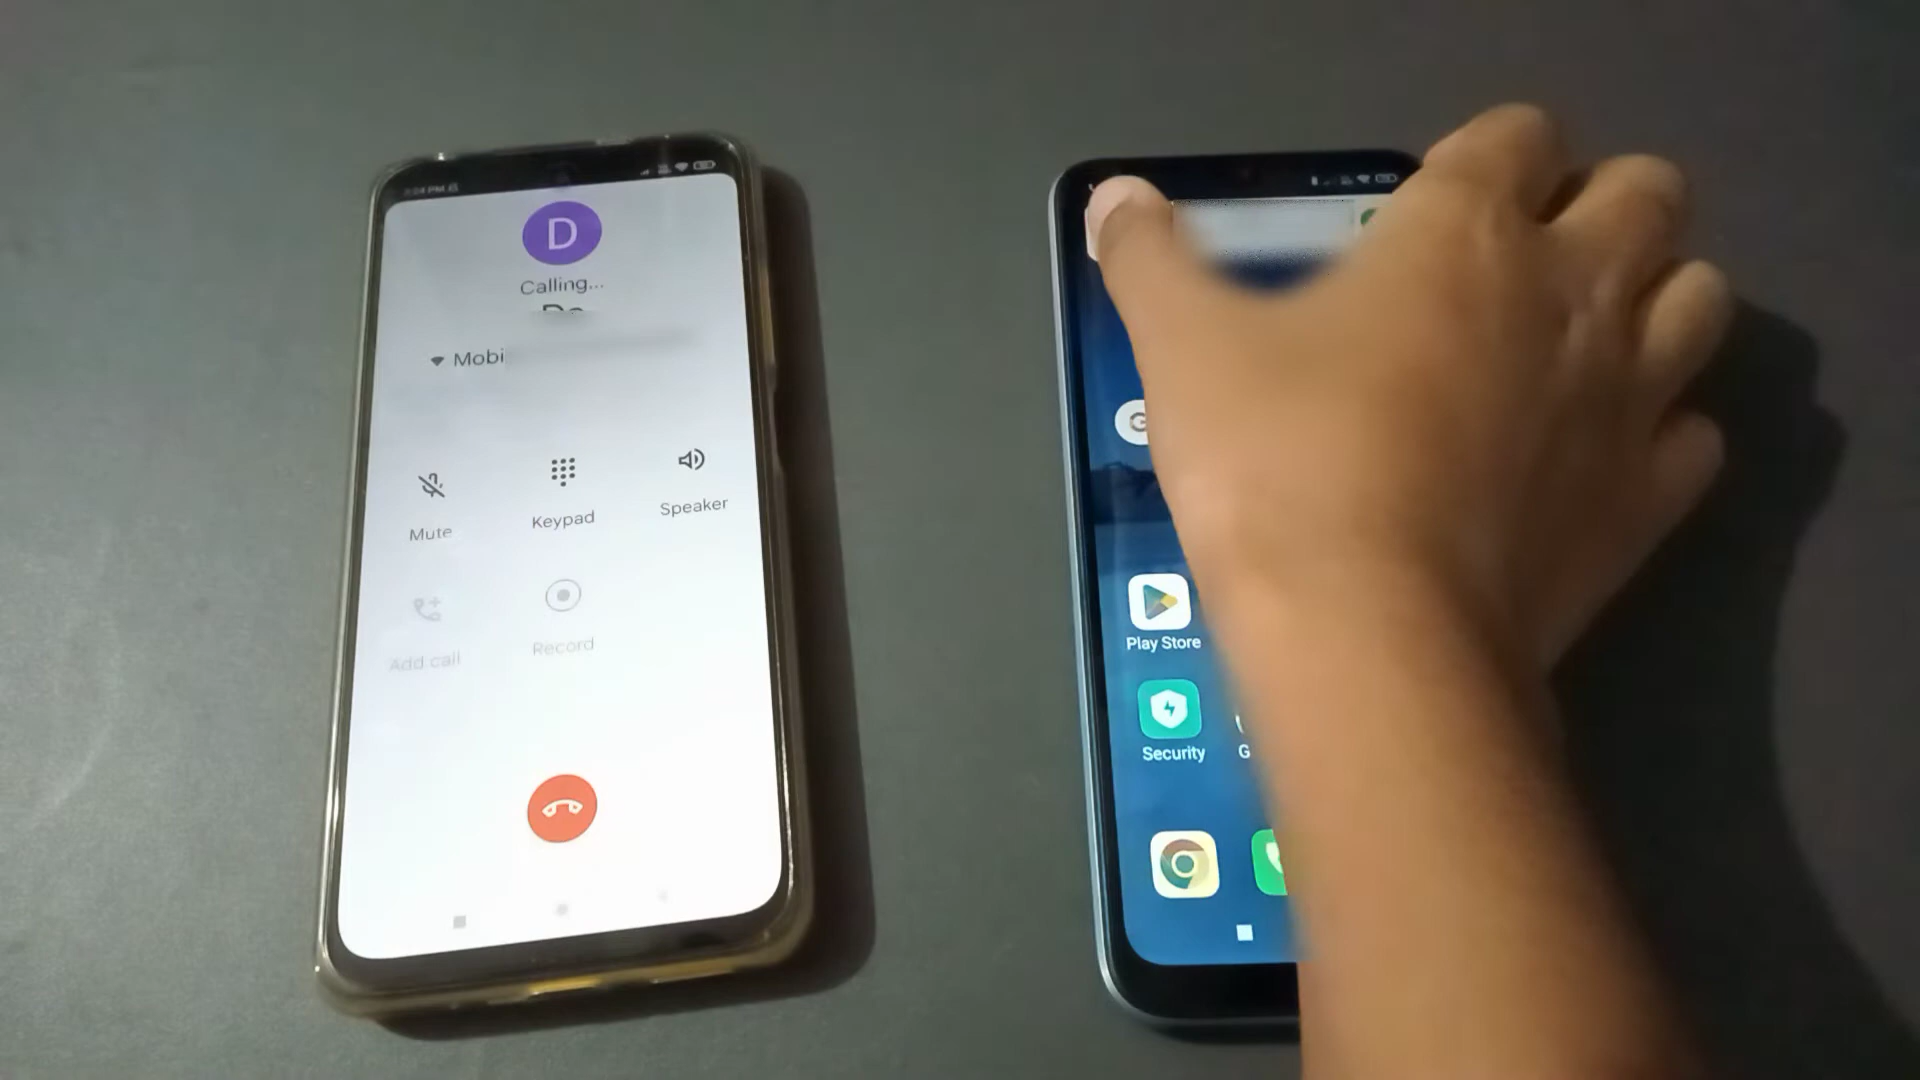 D
Calling...
Mobi
Mute
Keypad
Speaker
Add call
Record
G
Play Store
Security
G